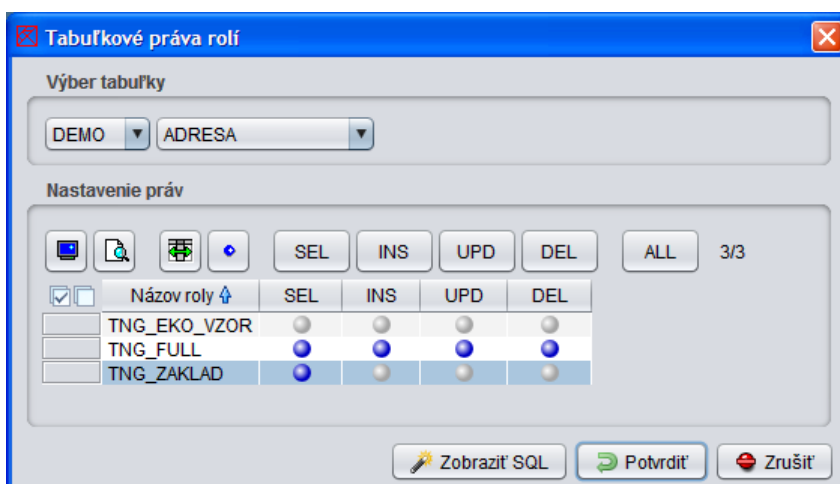 Tabuľkové práva rolí
Výber tabuľky
DEMO ADRESA
Nastavenie práv
SEL INS UPD DEL ALL 3/3
Názov roly SEL INS UPD DEL
TNG_EKO_VZOR
TNG_FULL
TNG_ZAKLAD
Zobraziť SQL Potvrdiť Zrušiť